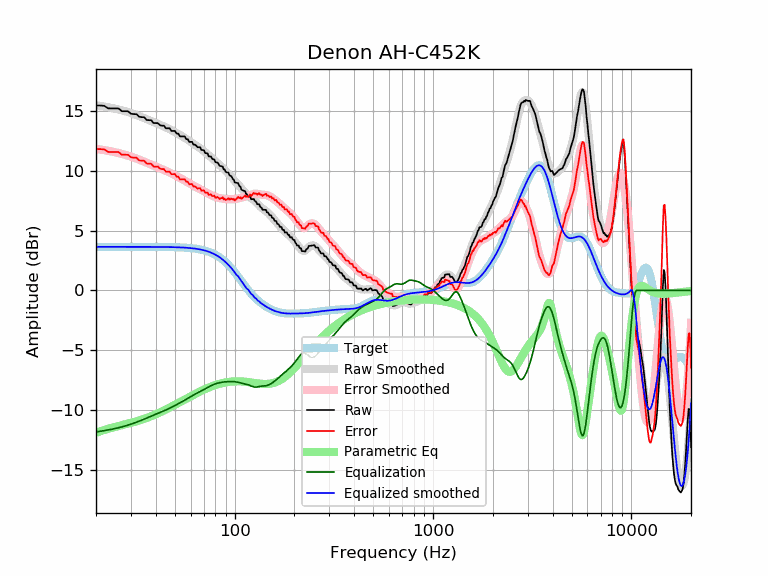 Denon AH-C452K
Amplitude (dBr)
15
10
5
0
−5
−10
−15
Target
Raw Smoothed
Error Smoothed
Raw
Error
Parametric Eq
Equalization
Equalized smoothed
100 1000 10000
Frequency (Hz)